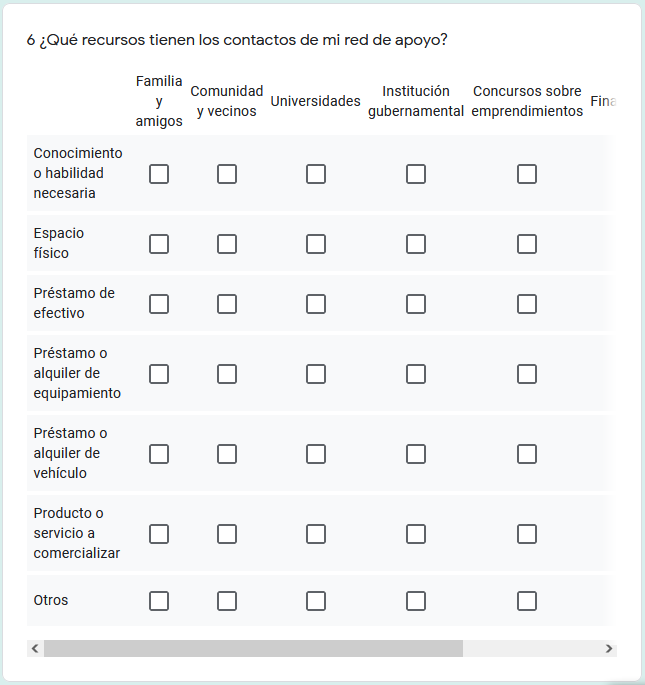 6 ¿Qué recursos tienen los contactos de mi red de apoyo?
Familia
y
amigos
Comunidad
y vecinos
Universidades
Institución
gubernamental
Concursos sobre
emprendimientos
Conocimiento
o habilidad
necesaria
Espacio
físico
Préstamo de
efectivo
Préstamo o
alquiler de
equipamiento
Préstamo o
alquiler de
vehículo
Producto o
servicio a
comercializar
Otros